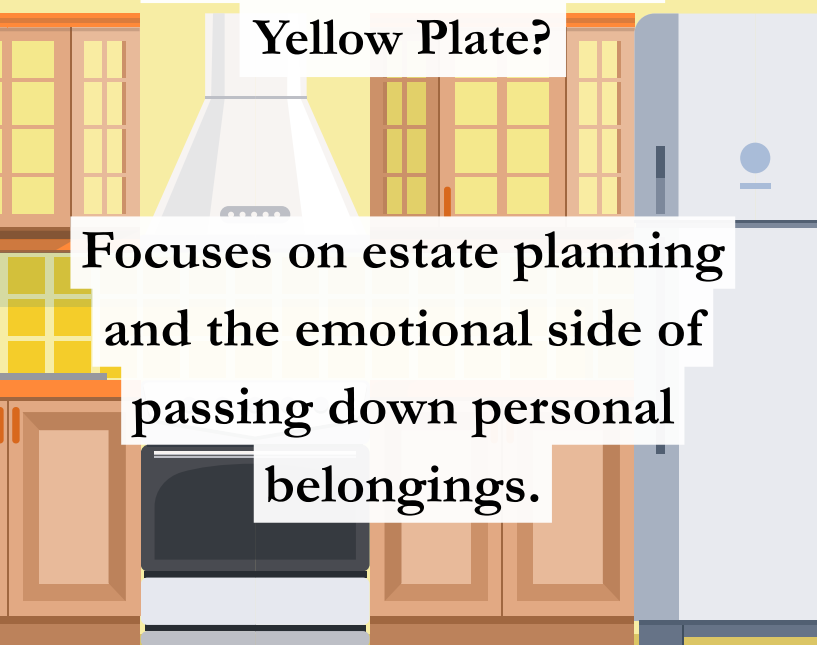 Yellow Plate?
Focuses on estate planning
and the emotional side of
passing down personal
belongings.